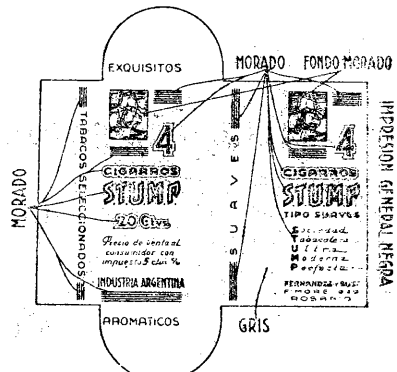 EXQUISITOS
MORADO
FONDO MORADO
4
CIGARROS
STUMP
20 Ctvs
Precio de venta al
consumidor con
impuesto 5 ctvs %
INDUSTRIA ARGENTINA
AROMATICOS
TABACOS SELECCIONADOS
MORADO
SUAVES
4
CIGARROS
STUMP
TIPO SUAVES
Sociedad
Tabacalera
Ultra
Moderna
Perfecta
FERNANDEZ
ROSARIO
GRIS
IMPRESION GENERAL NEGRA